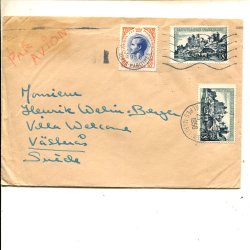 PAR
AVION
Monsieur
Henrik Welin-Berger
Villa Welcome
Västerås
Suède